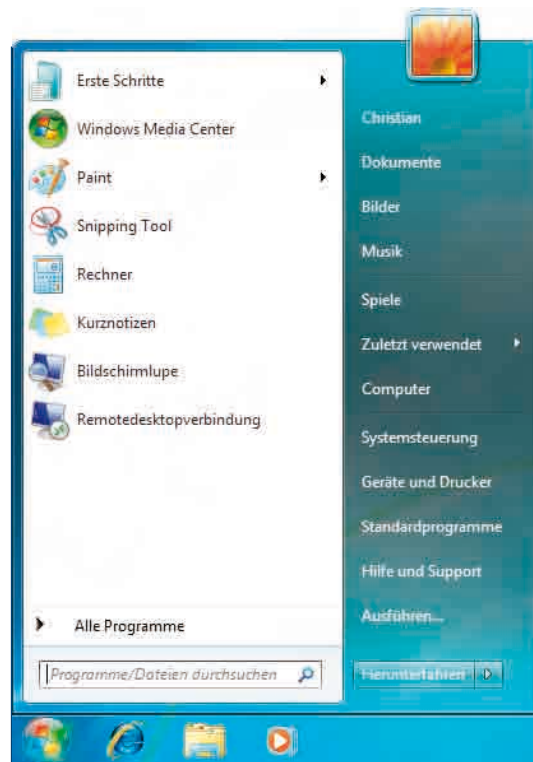 Erste Schritte
Windows Media Center
Paint
Snipping Tool
Rechner
Kurznotizen
Bildschirmlupe
Remotedesktopverbindung
Alle Programme
Programme/Dateien durchsuchen
Christian
Dokumente
Bilder
Musik
Spiele
Zuletzt verwendet
Computer
Systemsteuerung
Geräte und Drucker
Standardprogramme
Hilfe und Support
Ausführen...
Herunterfahren